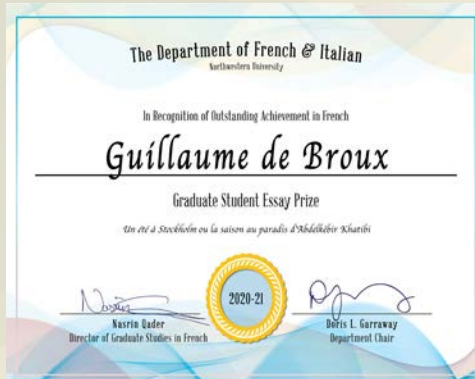 The Department of French & Italian
Northwestern University
In Recognition of Outstanding Achievement in French
Guillaume de Broux
Graduate Student Essay Prize
Un été à Stockholm ou la saison au paradis d'Abdelkébir Khatibi
2020-21
Nasrin Qader
Director of Graduate Studies in French
Doris L. Garraway
Department Chair